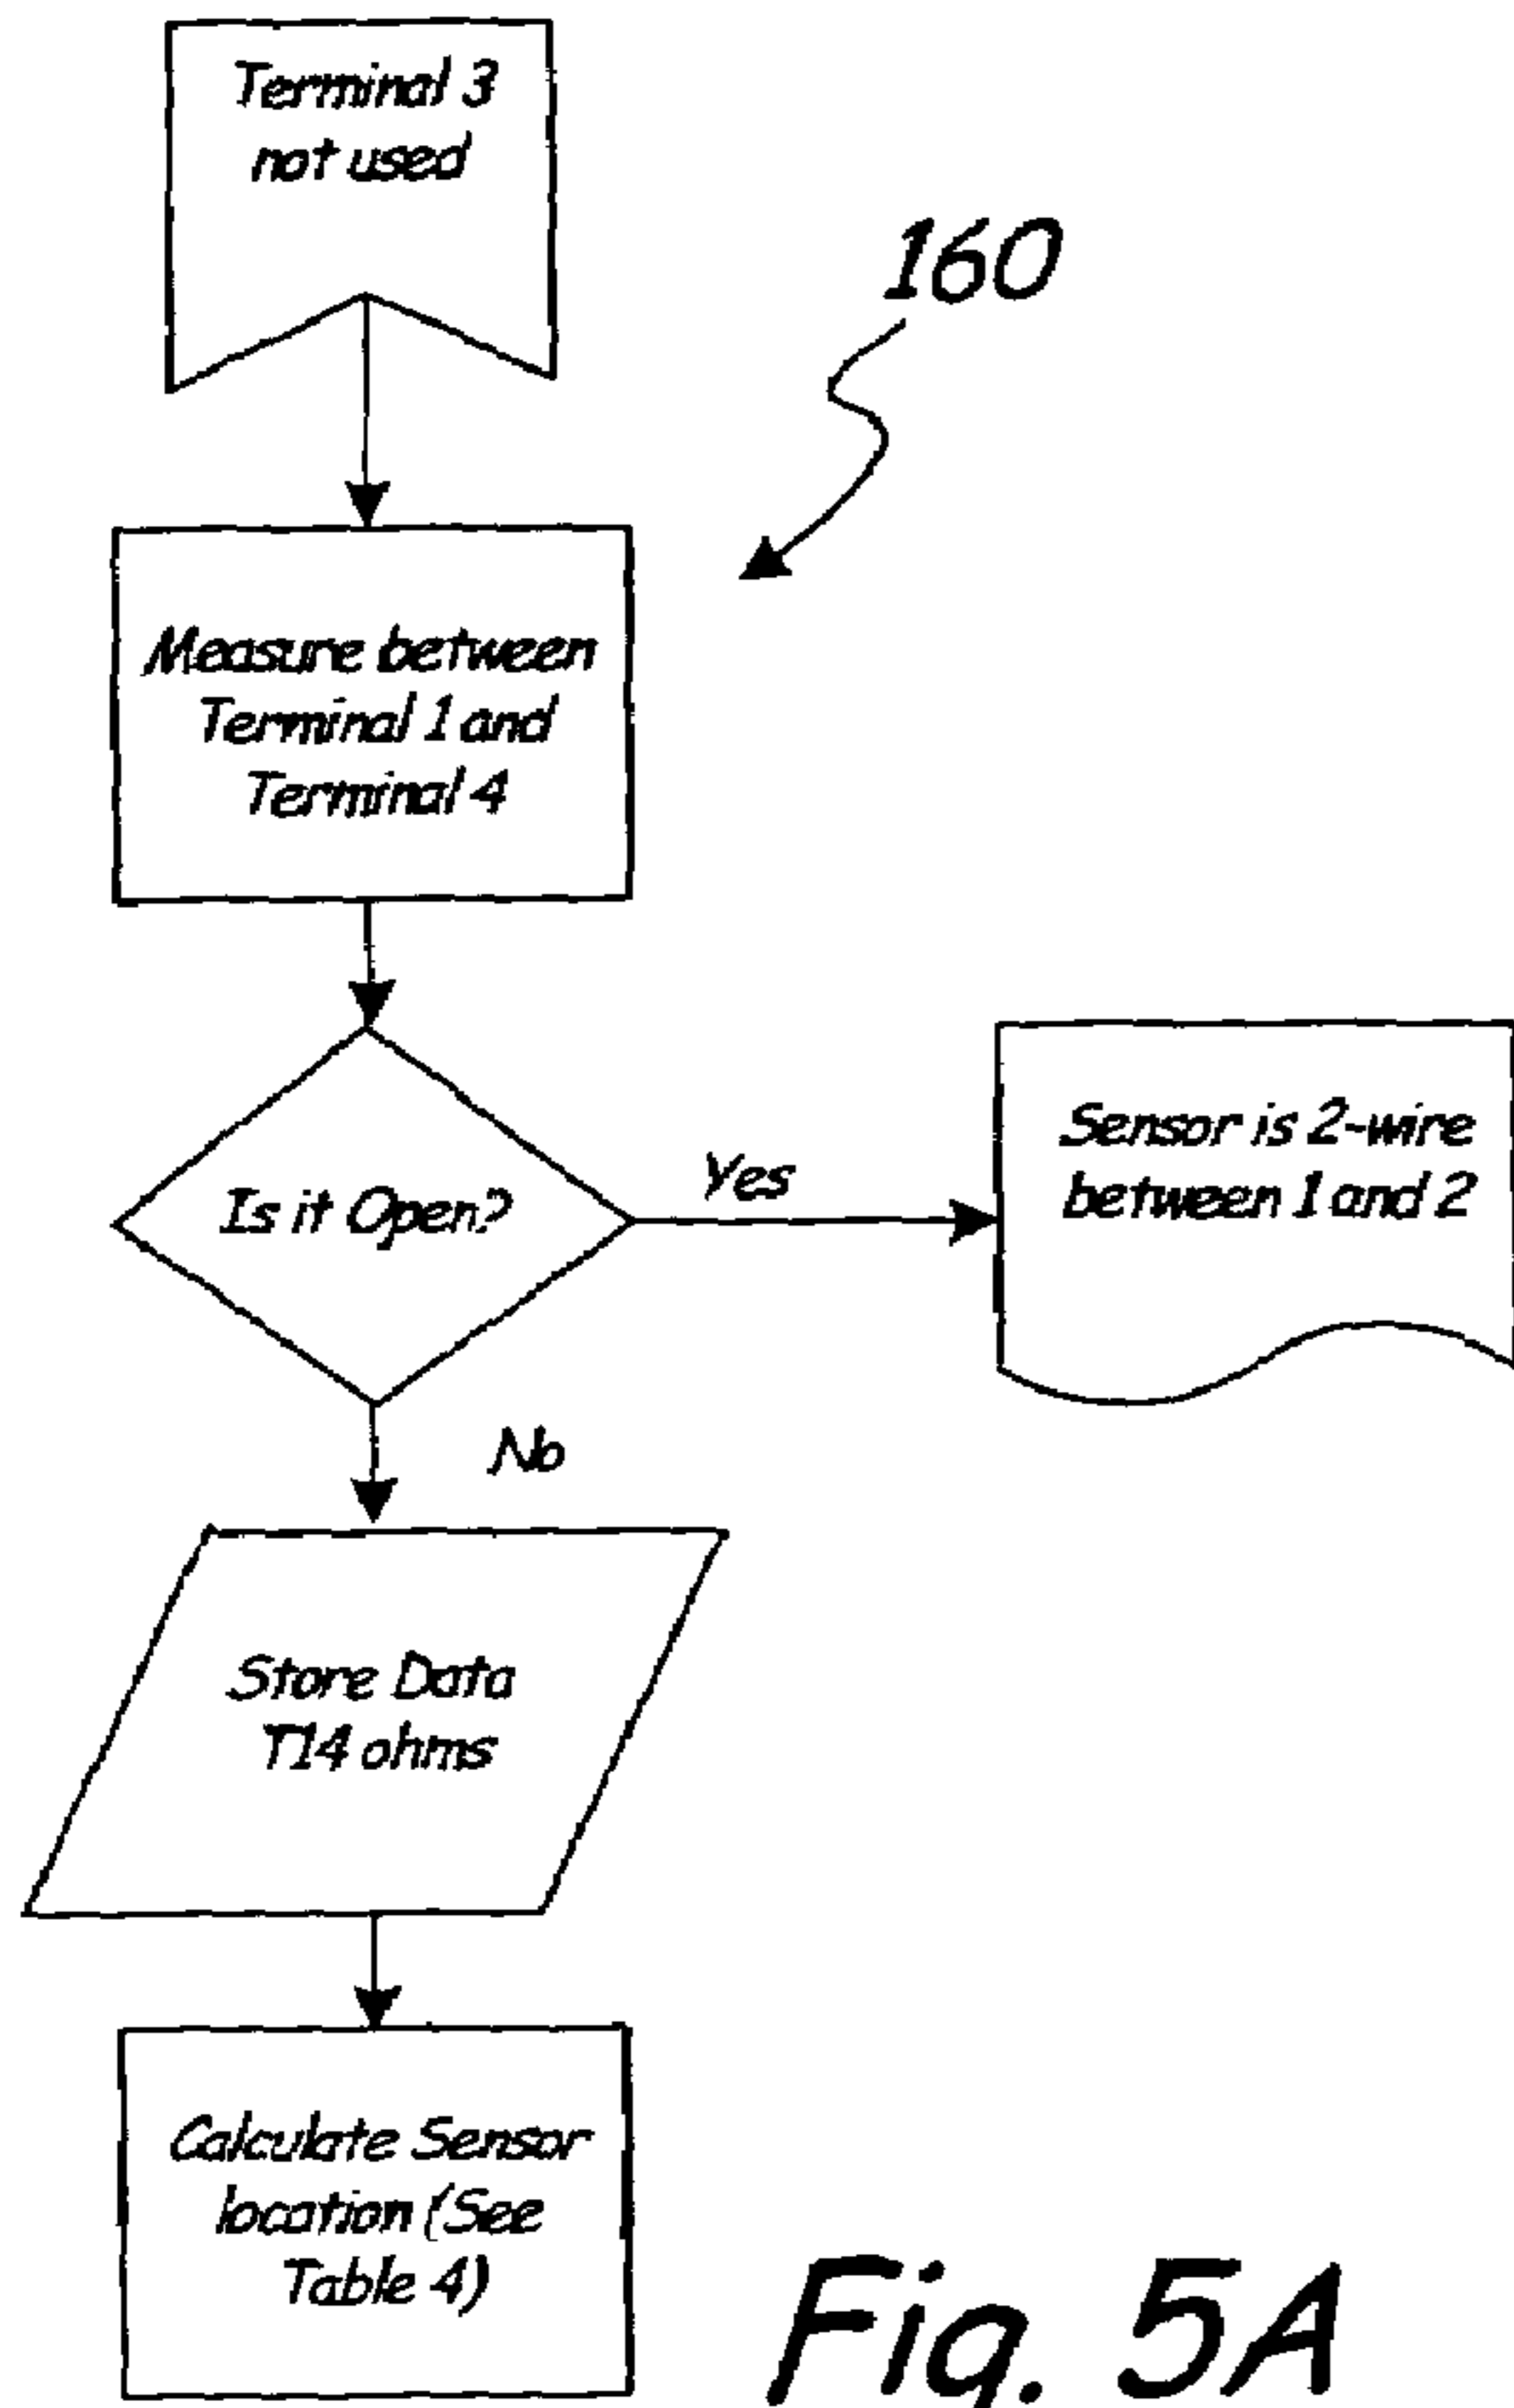 Terminal 3
not used
160
Measure between
Terminal 1 and
Terminal 4
Is it Open?
Yes
Sensor is 2-wire
between 1 and 2
No
Store Data
T14 ohms
Calculate Sensor
location (See
Table 4)
Fig. 5A